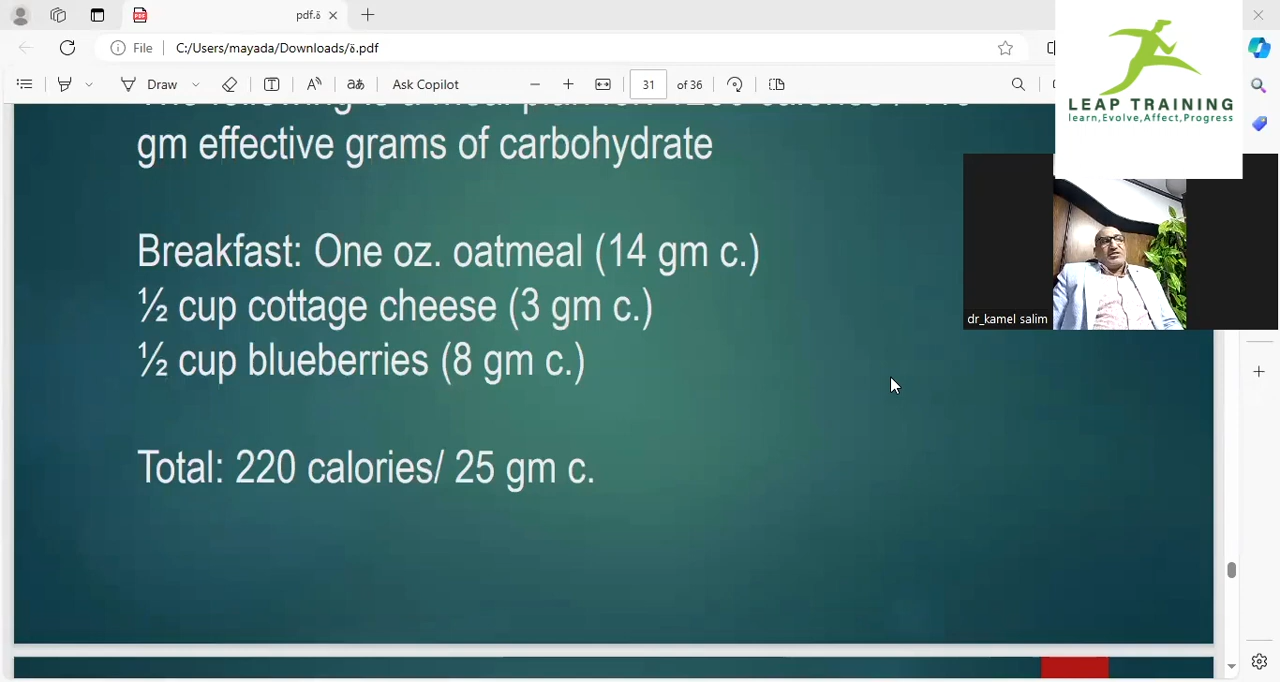 pdf.ة
File
C:/Users/mayada/Downloads/ة.pdf
Draw
Ask Copilot
31
of 36
LEAP TRAINING
learn,Evolve,Affect,Progress
gm effective grams of carbohydrate
Breakfast: One oz. oatmeal (14 gm c.)
½ cup cottage cheese (3 gm c.)
½ cup blueberries (8 gm c.)
Total: 220 calories/ 25 gm c.
dr_kamel salim